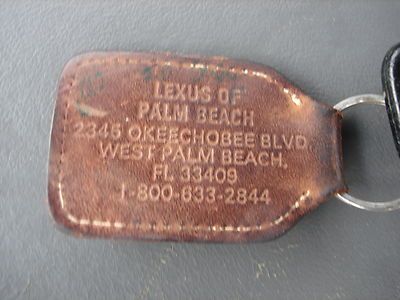 LEXUS OF
PALM BEACH
2345 OKEECHOBEE BLVD
WEST PALM BEACH,
FL 33409
1-800-633-2844